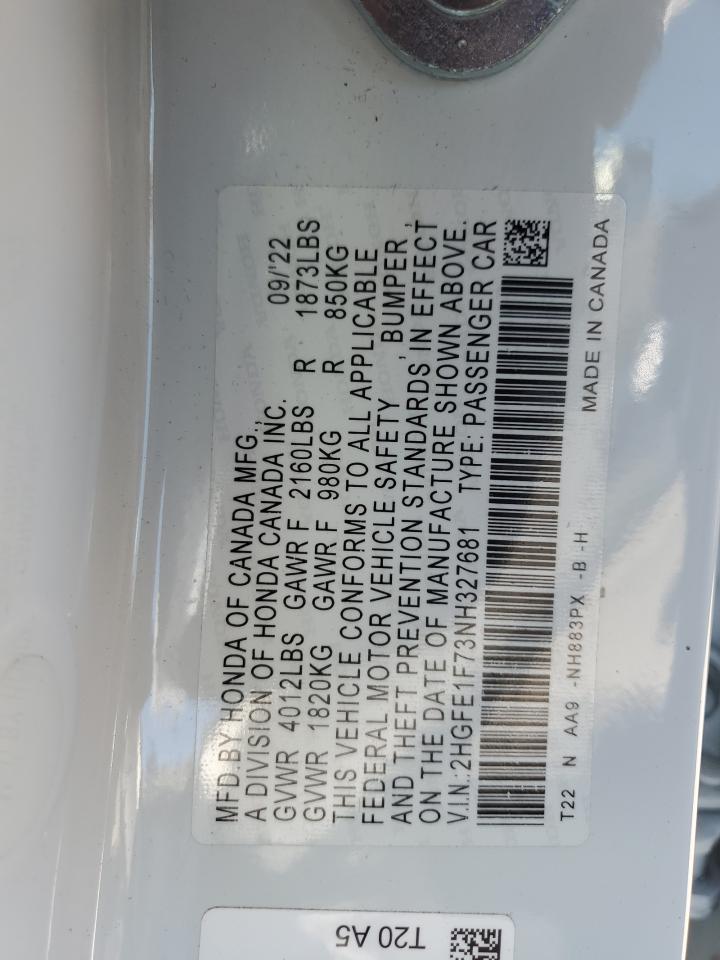 MFD.BY HONDA OF CANADA MFG.,
A DIVISION OF HONDA CANADA INC. 09/'22
GVWR 4012LBS GAWR F 2160LBS R 1873LBS
GVWR 1820KG GAWR F 980KG R 850KG
THIS VEHICLE CONFORMS TO ALL APPLICABLE
FEDERAL MOTOR VEHICLE SAFETY , BUMPER ,
AND THEFT PREVENTION STANDARDS IN EFFECT
ON THE DATE OF MANUFACTURE SHOWN ABOVE.
V.I.N.:2HGFE1F73NH327681 TYPE: PASSENGER CAR
T22 N AA9 -NH883PX -B -H
MADE IN CANADA
T20 A5